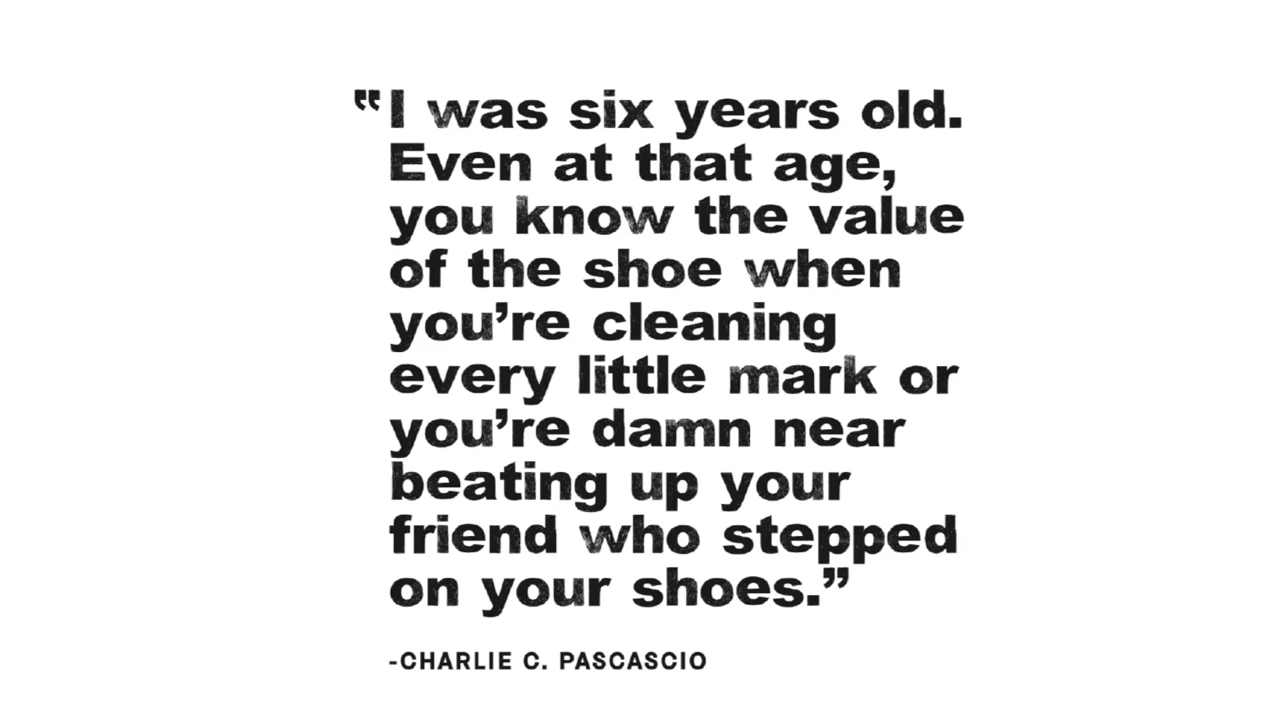 “I was six years old.
Even at that age,
you know the value
of the shoe when
you’re cleaning
every little mark or
you’re damn near
beating up your
friend who stepped
on your shoes.”
-CHARLIE C. PASCASCIO